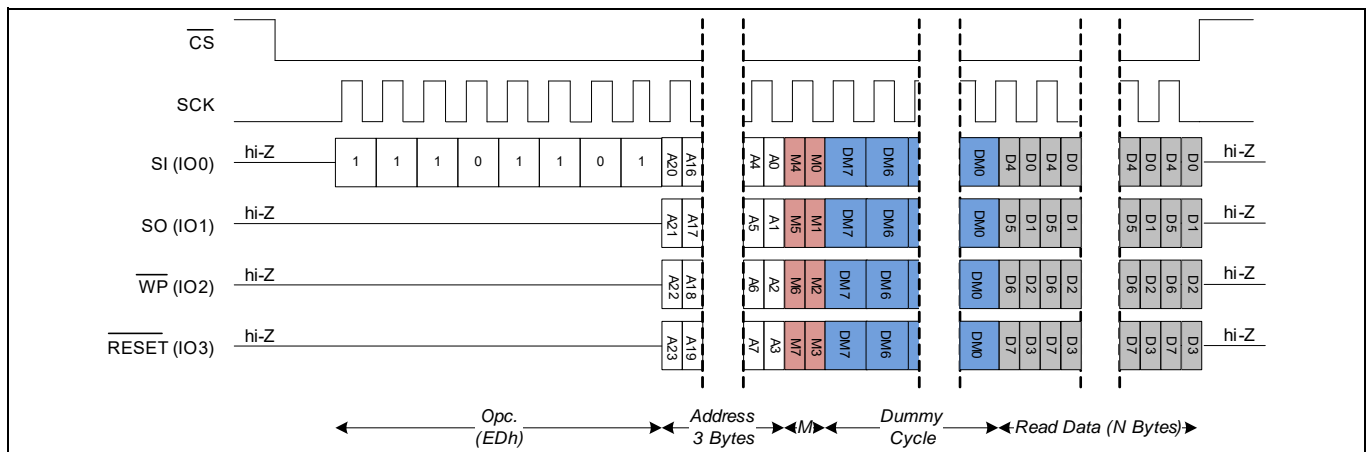 CS
SCK
SI (IO0) hi-Z 1 1 1 0 1 1 0 1 A20 A16 A4 A0 M4 M0 DM7 DM6 DM0 D4 D0 D4 D0 D4 D0 D4 D0 hi-Z
SO (IO1) hi-Z A21 A17 A5 A1 M5 M1 DM7 DM6 DM0 D5 D1 D5 D1 D5 D1 D5 D1 hi-Z
WP (IO2) hi-Z A22 A18 A6 A2 M6 M2 DM7 DM6 DM0 D6 D2 D6 D2 D6 D2 D6 D2 hi-Z
RESET (IO3) hi-Z A23 A19 A7 A3 M7 M3 DM7 DM6 DM0 D7 D3 D7 D3 D7 D3 D7 D3 hi-Z
Opc. Address M Dummy Read Data (N Bytes)
(EDh) 3 Bytes Cycle